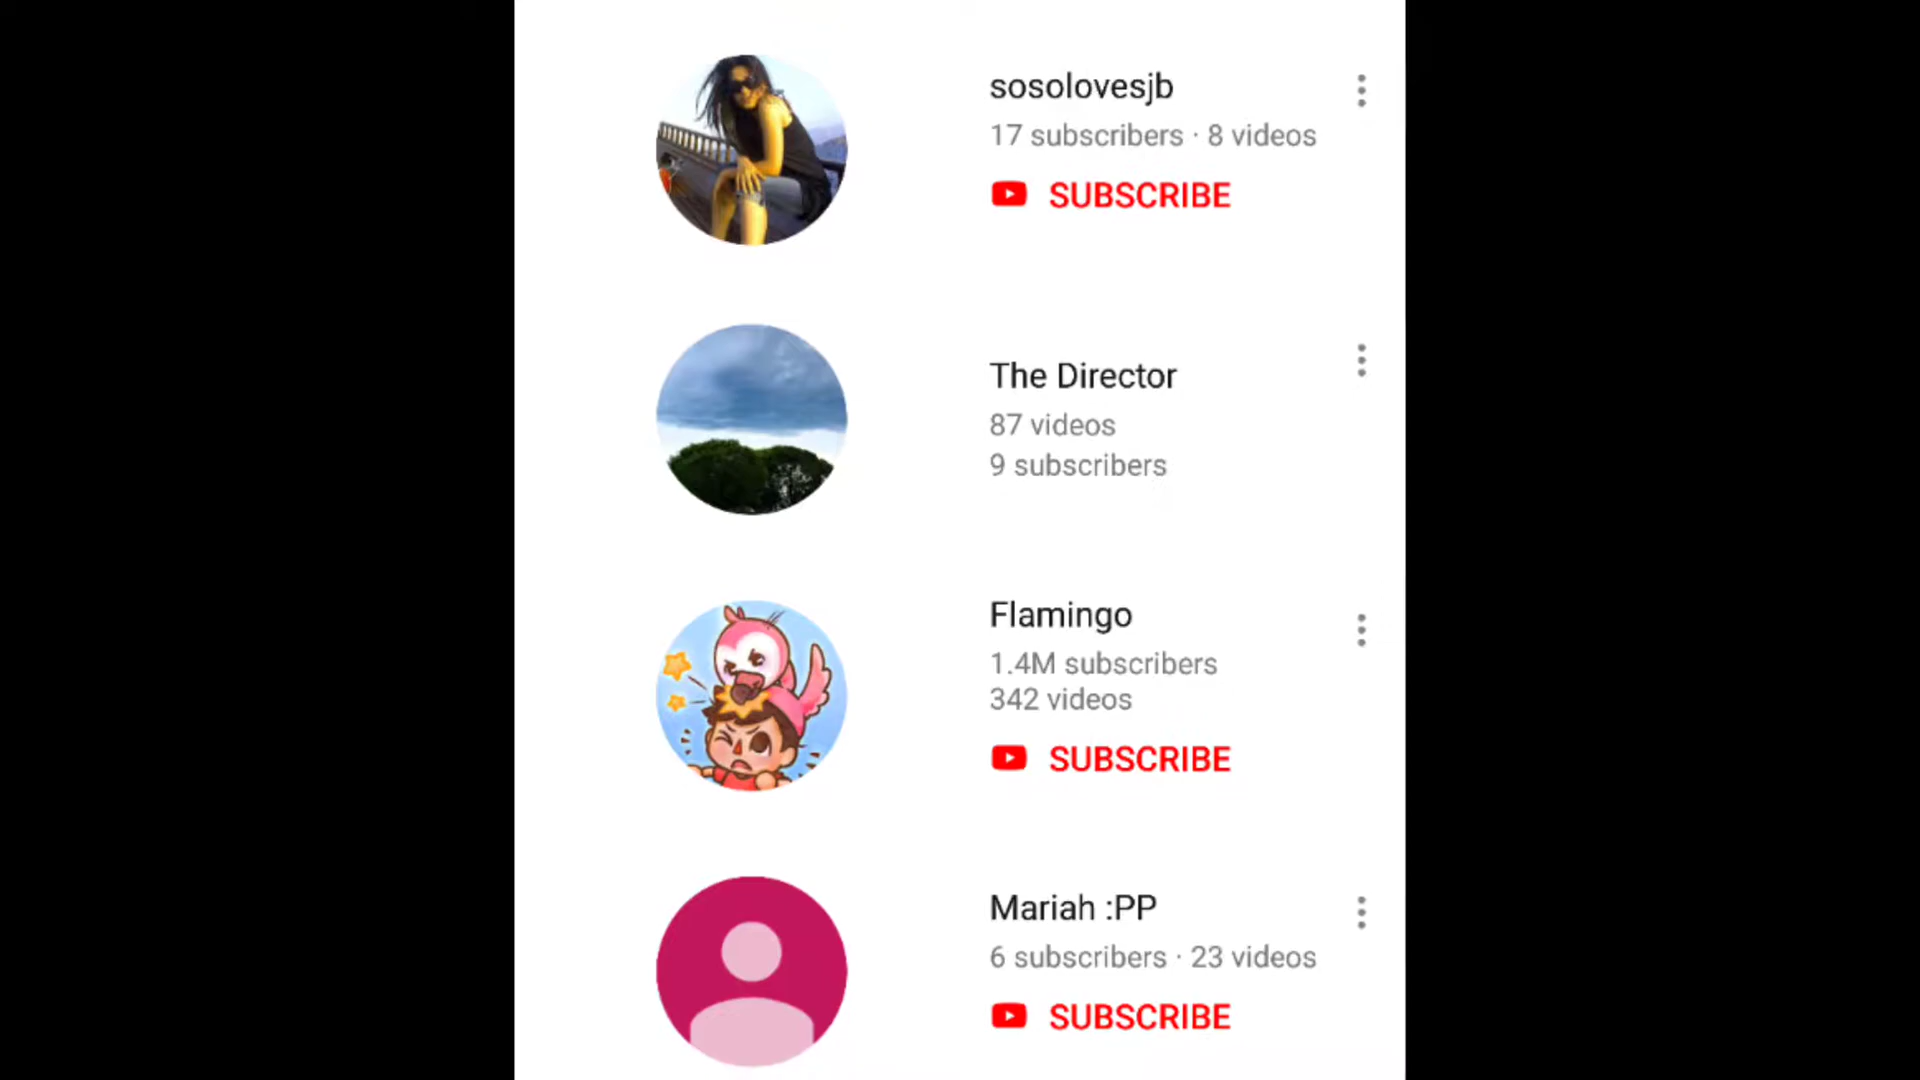 sosolovesjb
17 subscribers · 8 videos
SUBSCRIBE
The Director
87 videos
9 subscribers
Flamingo
1.4M subscribers
342 videos
SUBSCRIBE
Mariah :PP
6 subscribers · 23 videos
SUBSCRIBE